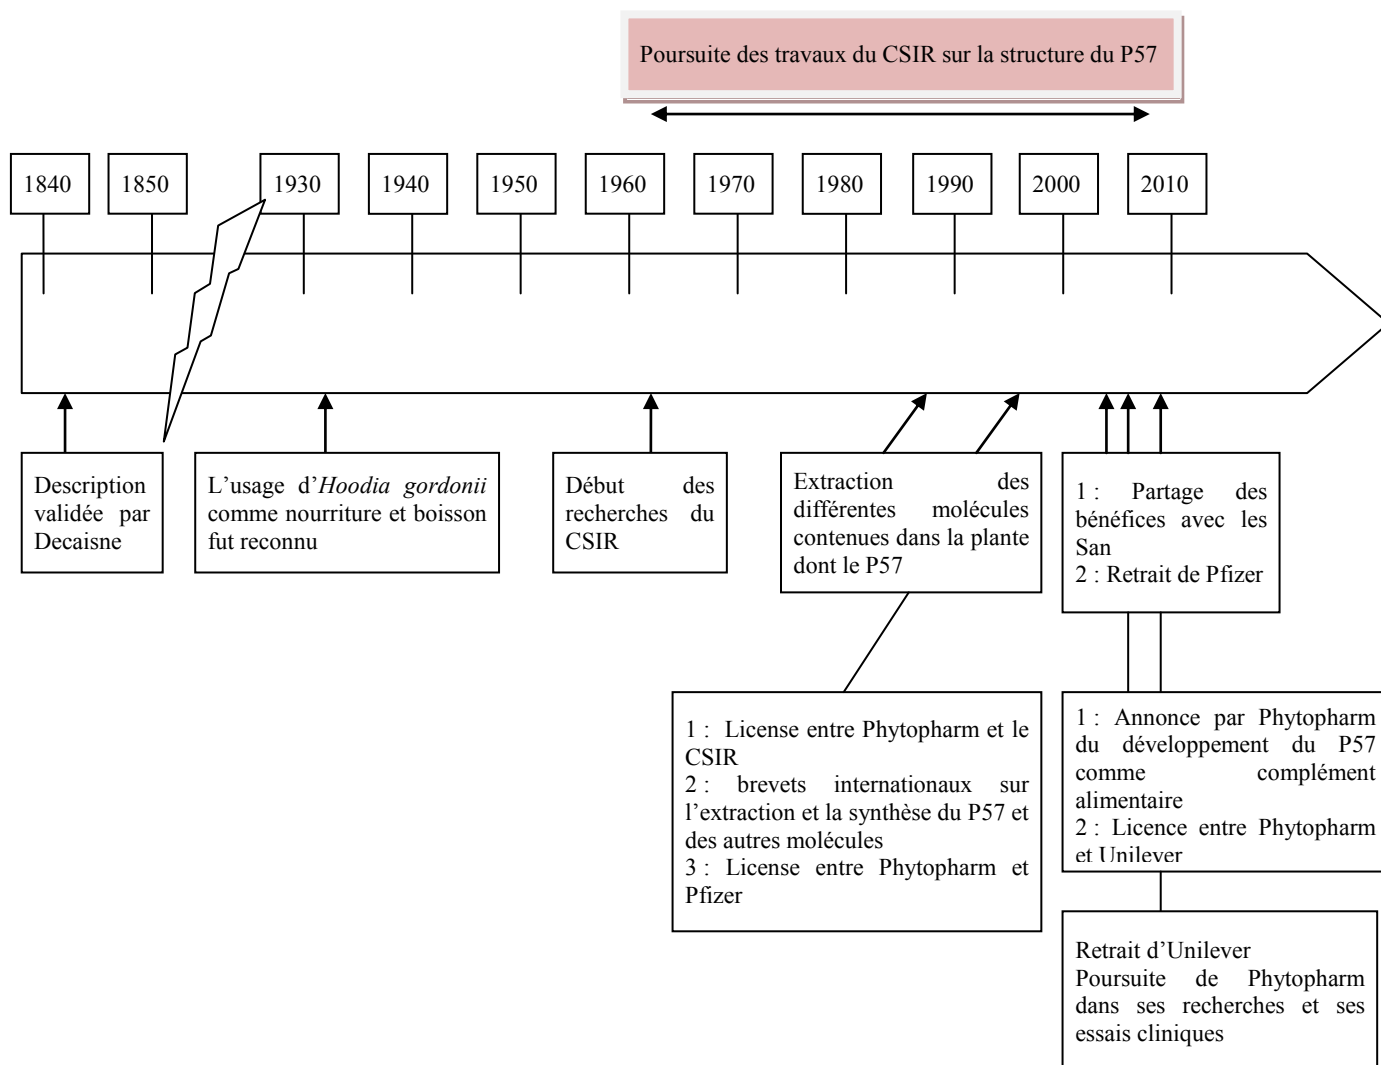 Poursuite des travaux du CSIR sur la structure du P57
1840
1850
1930
1940
1950
1960
1970
1980
1990
2000
2010
Description
validée par
Decaisne
L’usage d’Hoodia gordonii
comme nourriture et boisson
fut reconnu
Début des
recherches du
CSIR
Extraction des
différentes molécules
contenues dans la plante
dont le P57
1 : Partage des
bénéfices avec les
San
2 : Retrait de Pfizer
1 : License entre Phytopharm et le
CSIR
2 : brevets internationaux sur
l’extraction et la synthèse du P57 et
des autres molécules
3 : License entre Phytopharm et
Pfizer
1 : Annonce par Phytopharm
du développement du P57
comme complément
alimentaire
2 : Licence entre Phytopharm
et Unilever
Retrait d’Unilever
Poursuite de Phytopharm
dans ses recherches et ses
essais cliniques